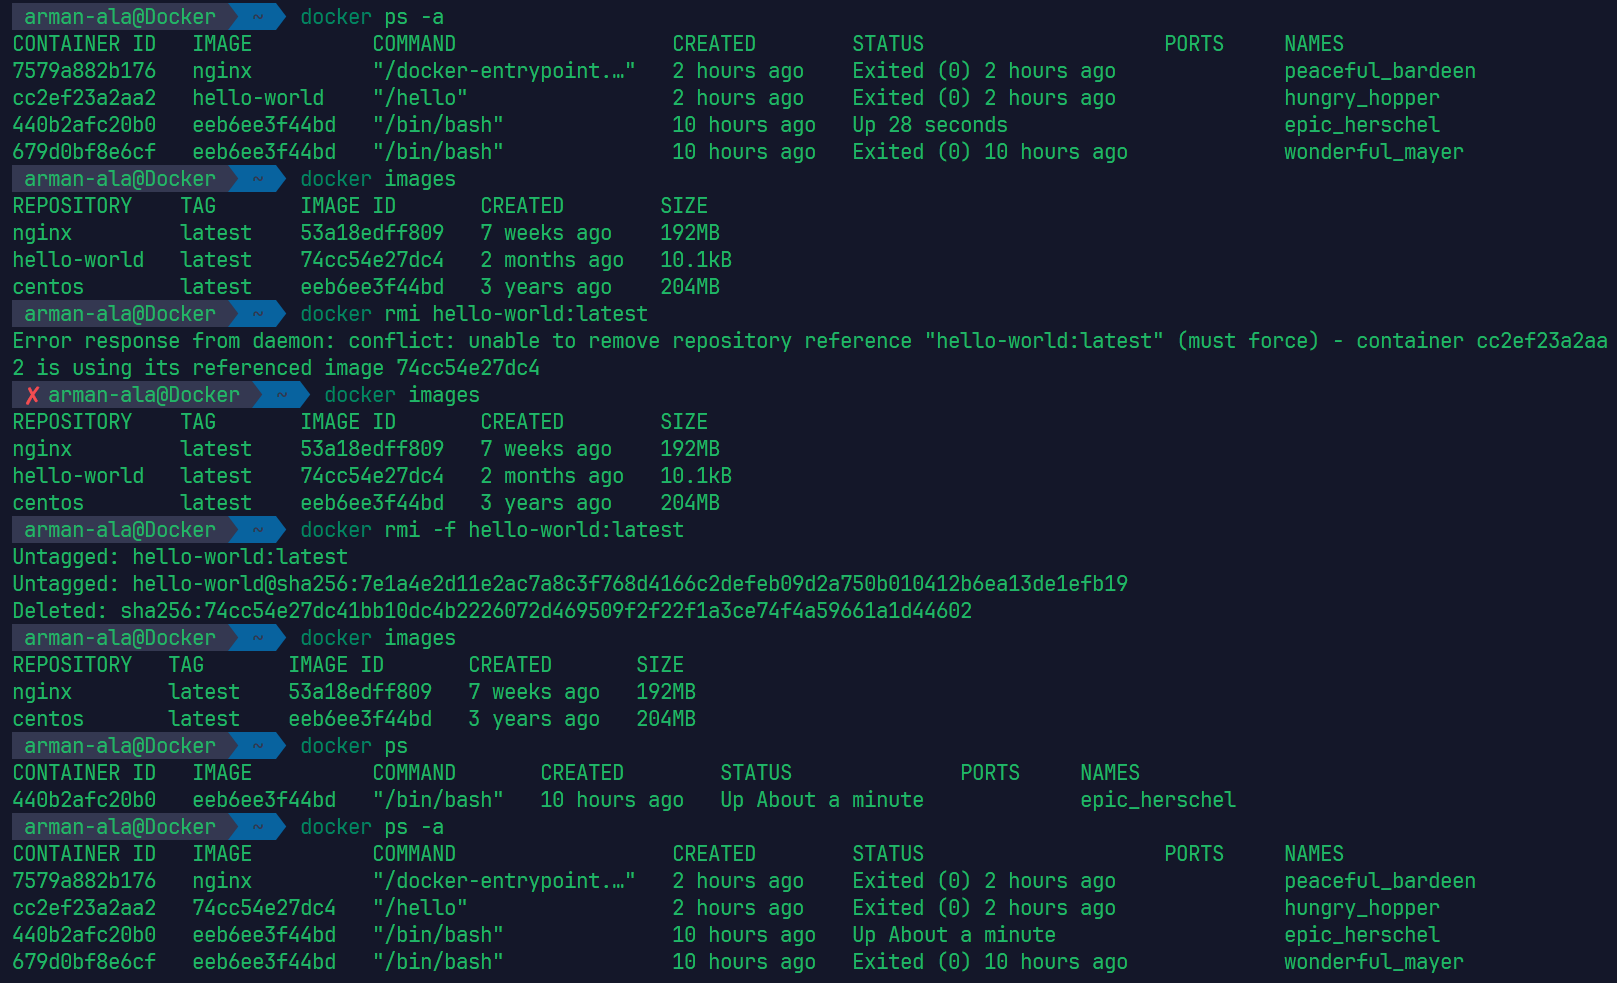 arman-ala@Docker ~ docker ps -a
CONTAINER ID   IMAGE          COMMAND                  CREATED        STATUS                    PORTS     NAMES
7579a882b176   nginx          "/docker-entrypoint.…"   2 hours ago    Exited (0) 2 hours ago              peaceful_bardeen
cc2ef23a2aa2   hello-world    "/hello"                 2 hours ago    Exited (0) 2 hours ago              hungry_hopper
440b2afc20b0   eeb6ee3f44bd   "/bin/bash"              10 hours ago   Up 28 seconds                       epic_herschel
679d0bf8e6cf   eeb6ee3f44bd   "/bin/bash"              10 hours ago   Exited (0) 10 hours ago             wonderful_mayer
arman-ala@Docker ~ docker images
REPOSITORY    TAG       IMAGE ID       CREATED        SIZE
nginx         latest    53a18edff809   7 weeks ago    192MB
hello-world   latest    74cc54e27dc4   2 months ago   10.1kB
centos        latest    eeb6ee3f44bd   3 years ago    204MB
arman-ala@Docker ~ docker rmi hello-world:latest
Error response from daemon: conflict: unable to remove repository reference "hello-world:latest" (must force) - container cc2ef23a2aa
2 is using its referenced image 74cc54e27dc4
✗ arman-ala@Docker ~ docker images
REPOSITORY    TAG       IMAGE ID       CREATED        SIZE
nginx         latest    53a18edff809   7 weeks ago    192MB
hello-world   latest    74cc54e27dc4   2 months ago   10.1kB
centos        latest    eeb6ee3f44bd   3 years ago    204MB
arman-ala@Docker ~ docker rmi -f hello-world:latest
Untagged: hello-world:latest
Untagged: hello-world@sha256:7e1a4e2d11e2ac7a8c3f768d4166c2defeb09d2a750b010412b6ea13de1efb19
Deleted: sha256:74cc54e27dc41bb10dc4b2226072d469509f2f22f1a3ce74f4a59661a1d44602
arman-ala@Docker ~ docker images
REPOSITORY   TAG       IMAGE ID       CREATED       SIZE
nginx        latest    53a18edff809   7 weeks ago   192MB
centos       latest    eeb6ee3f44bd   3 years ago   204MB
arman-ala@Docker ~ docker ps
CONTAINER ID   IMAGE          COMMAND       CREATED        STATUS              PORTS     NAMES
440b2afc20b0   eeb6ee3f44bd   "/bin/bash"   10 hours ago   Up About a minute             epic_herschel
arman-ala@Docker ~ docker ps -a
CONTAINER ID   IMAGE          COMMAND                  CREATED        STATUS                    PORTS     NAMES
7579a882b176   nginx          "/docker-entrypoint.…"   2 hours ago    Exited (0) 2 hours ago              peaceful_bardeen
cc2ef23a2aa2   74cc54e27dc4   "/hello"                 2 hours ago    Exited (0) 2 hours ago              hungry_hopper
440b2afc20b0   eeb6ee3f44bd   "/bin/bash"              10 hours ago   Up About a minute                   epic_herschel
679d0bf8e6cf   eeb6ee3f44bd   "/bin/bash"              10 hours ago   Exited (0) 10 hours ago             wonderful_mayer